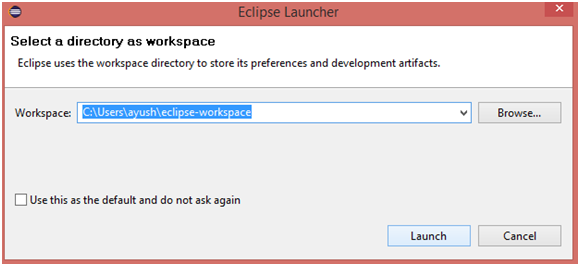 Eclipse Launcher
Select a directory as workspace
Eclipse uses the workspace directory to store its preferences and development artifacts.
Workspace: C:\Users\ayush\eclipse-workspace Browse...
Use this as the default and do not ask again
Launch Cancel